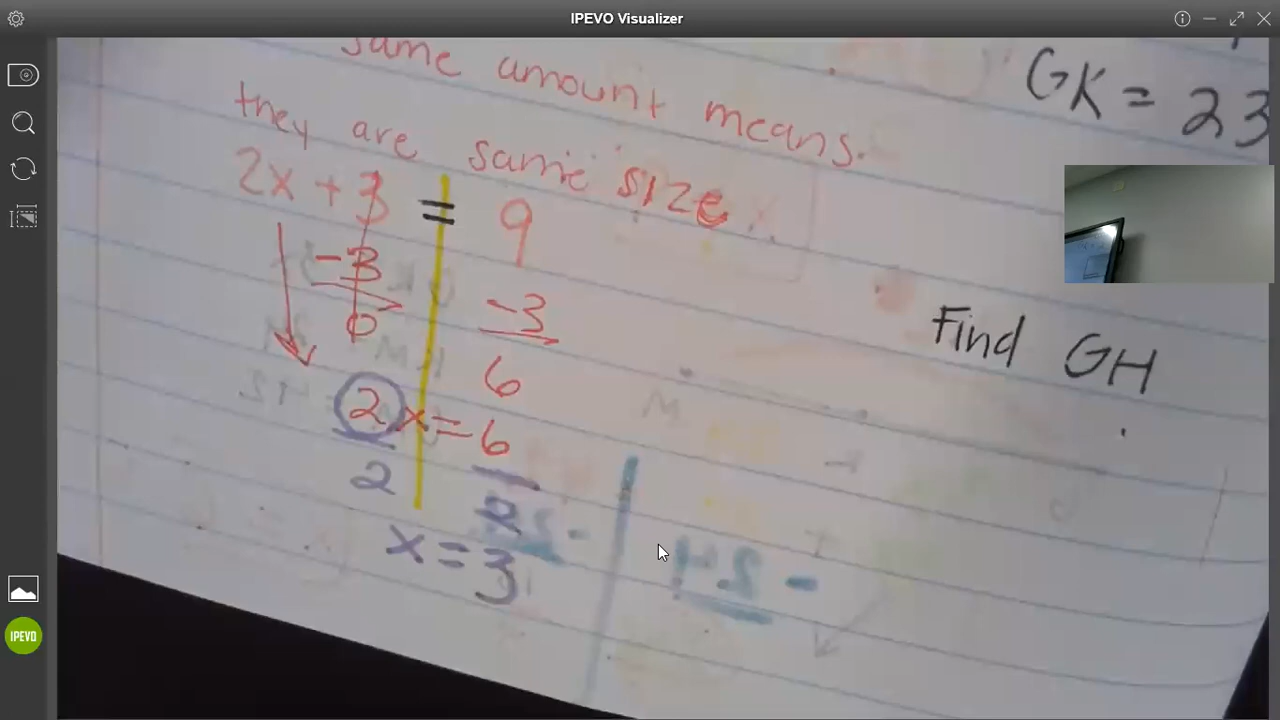 IPEVO Visualizer
same amount means.
they are same size
2x + 3 = 9
-3 -3
0 6
2x = 6
2 2
x = 3
GK = 23
Find GH
IPEVO